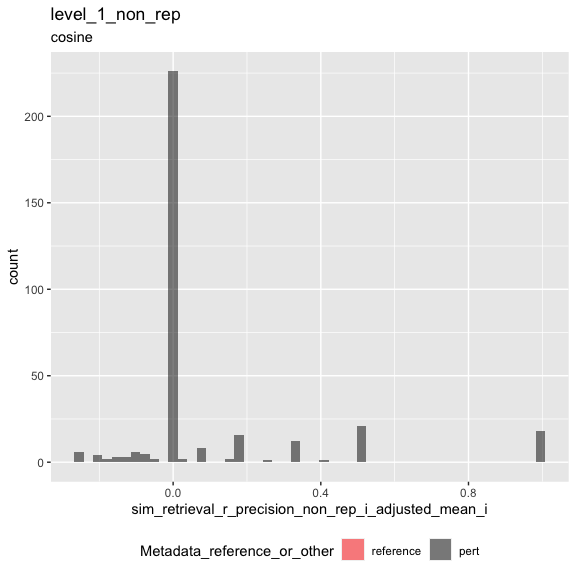 level_1_non_rep
cosine
200
150
100
50
0
count
0.0 0.4 0.8
sim_retrieval_r_precision_non_rep_i_adjusted_mean_i
Metadata_reference_or_other reference pert